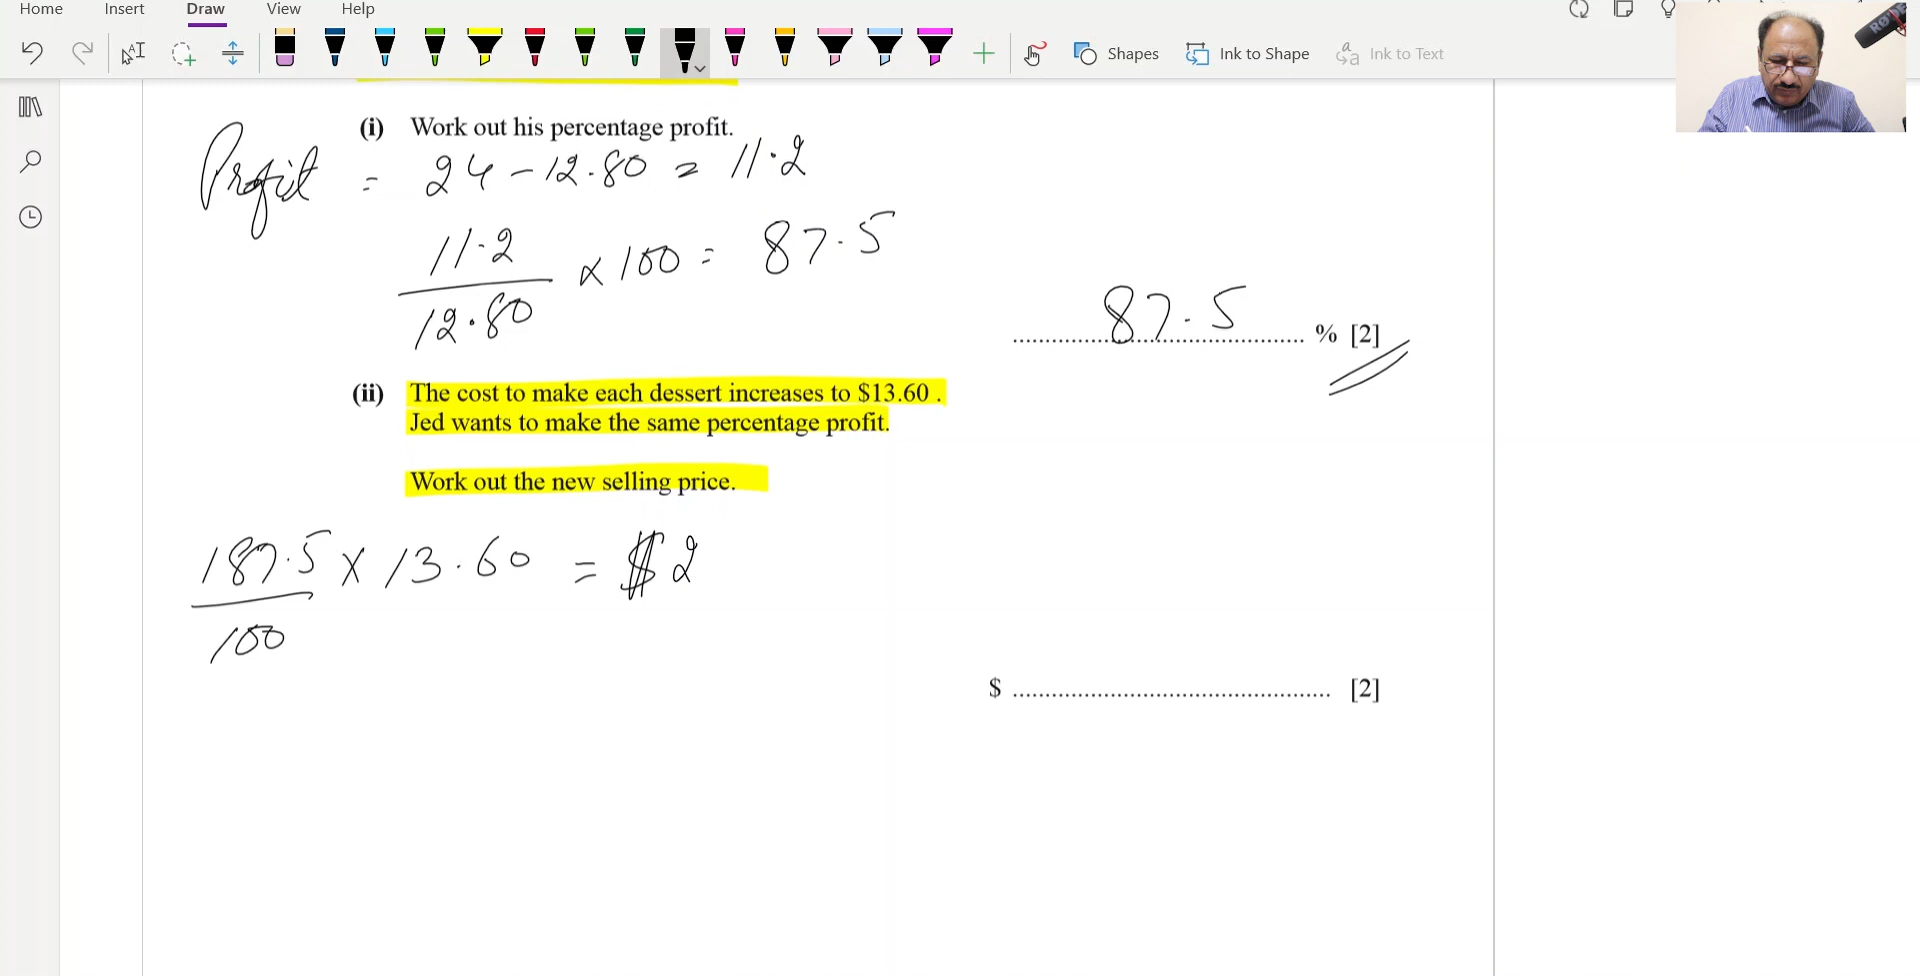 Home Insert Draw View Help
Shapes Ink to Shape Ink to Text
RØDE
(i) Work out his percentage profit.
Profit = 24 - 12.80 = 11.2
11.2
× 100 = 87.5
12.80
87.5
% [2]
(ii) The cost to make each dessert increases to $13.60 .
Jed wants to make the same percentage profit.
Work out the new selling price.
187.5 × 13.60 = $2
100
$ [2]